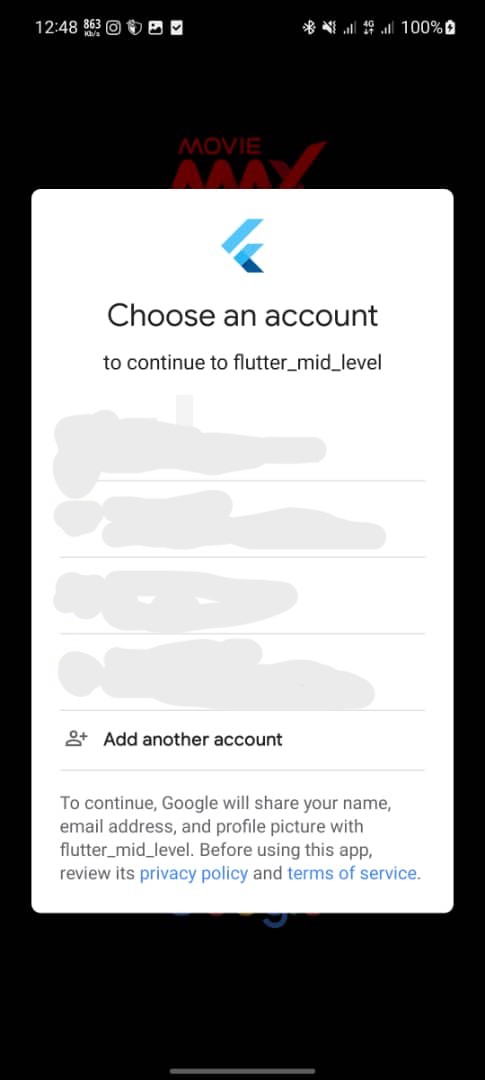 12:48 863 Kb/s 4G 100%
MOVIE
MAX
Choose an account
to continue to flutter_mid_level
Add another account
To continue, Google will share your name,
email address, and profile picture with
flutter_mid_level. Before using this app,
review its privacy policy and terms of service.